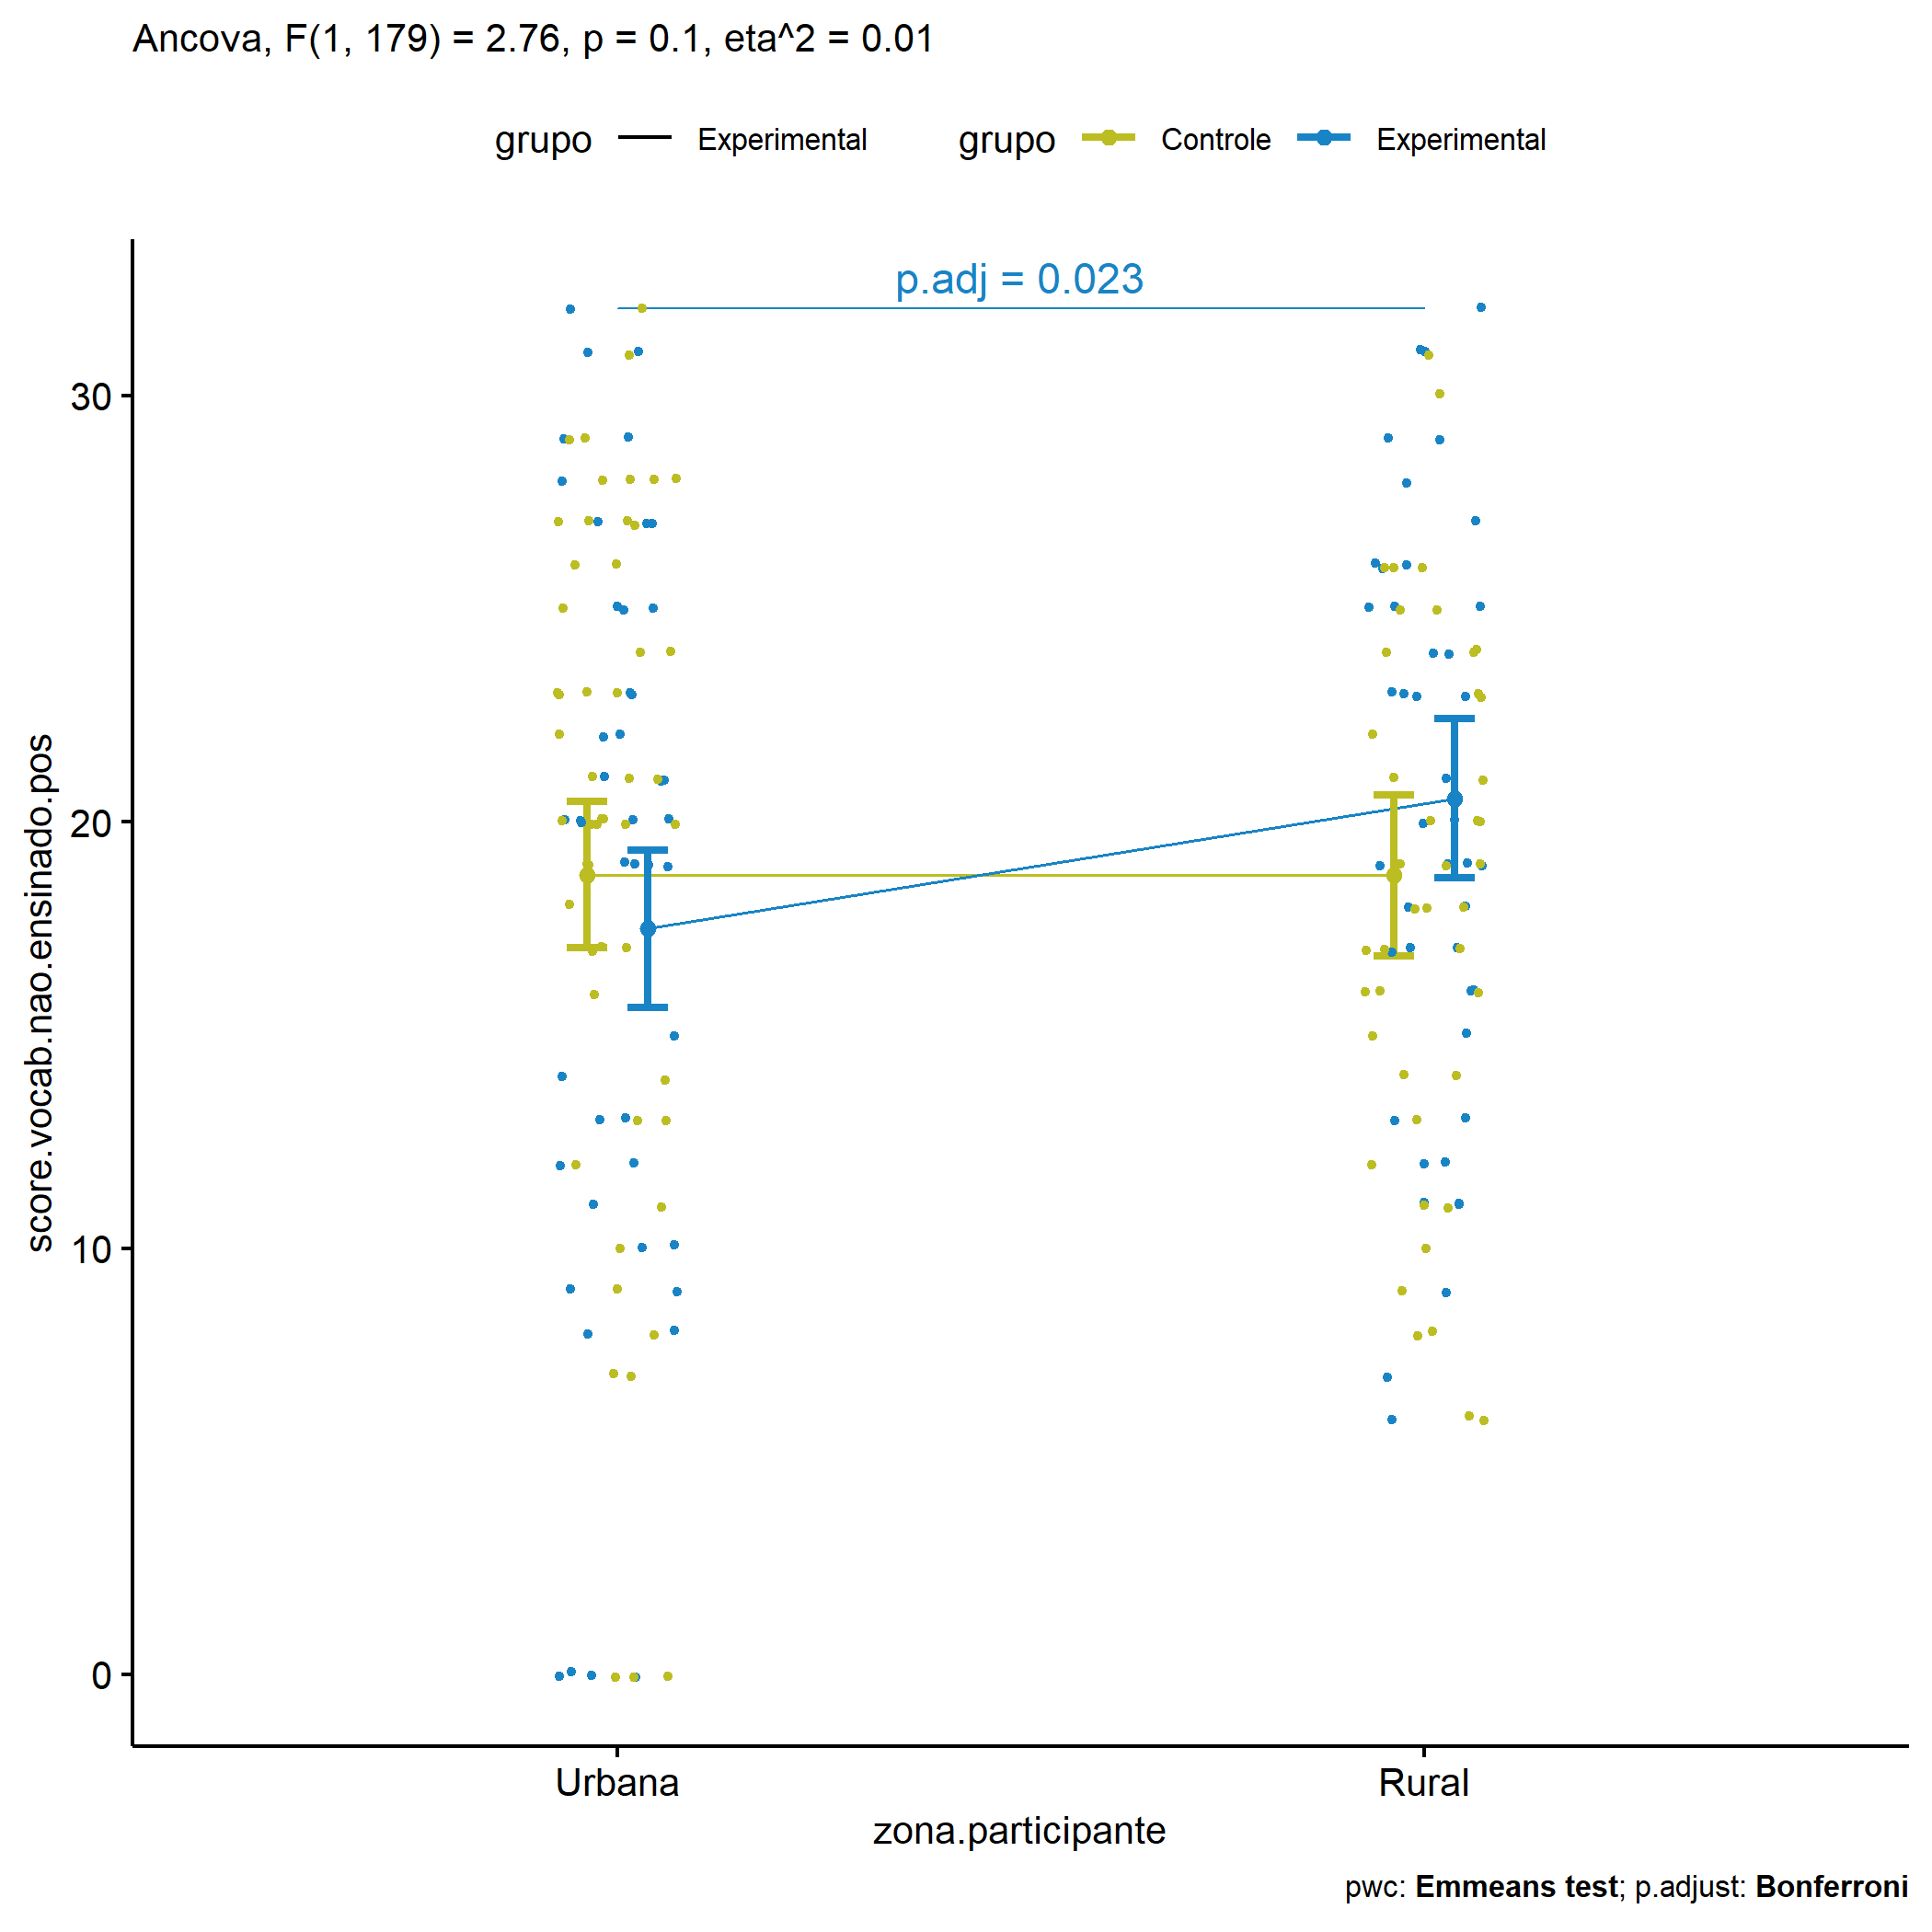 Ancova, F(1, 179) = 2.76, p = 0.1, eta^2 = 0.01
grupo Experimental grupo Controle Experimental
p.adj = 0.023
30
20
10
0
score.vocab.nao.ensinado.pos
Urbana Rural
zona.participante
pwc: Emmeans test; p.adjust: Bonferroni